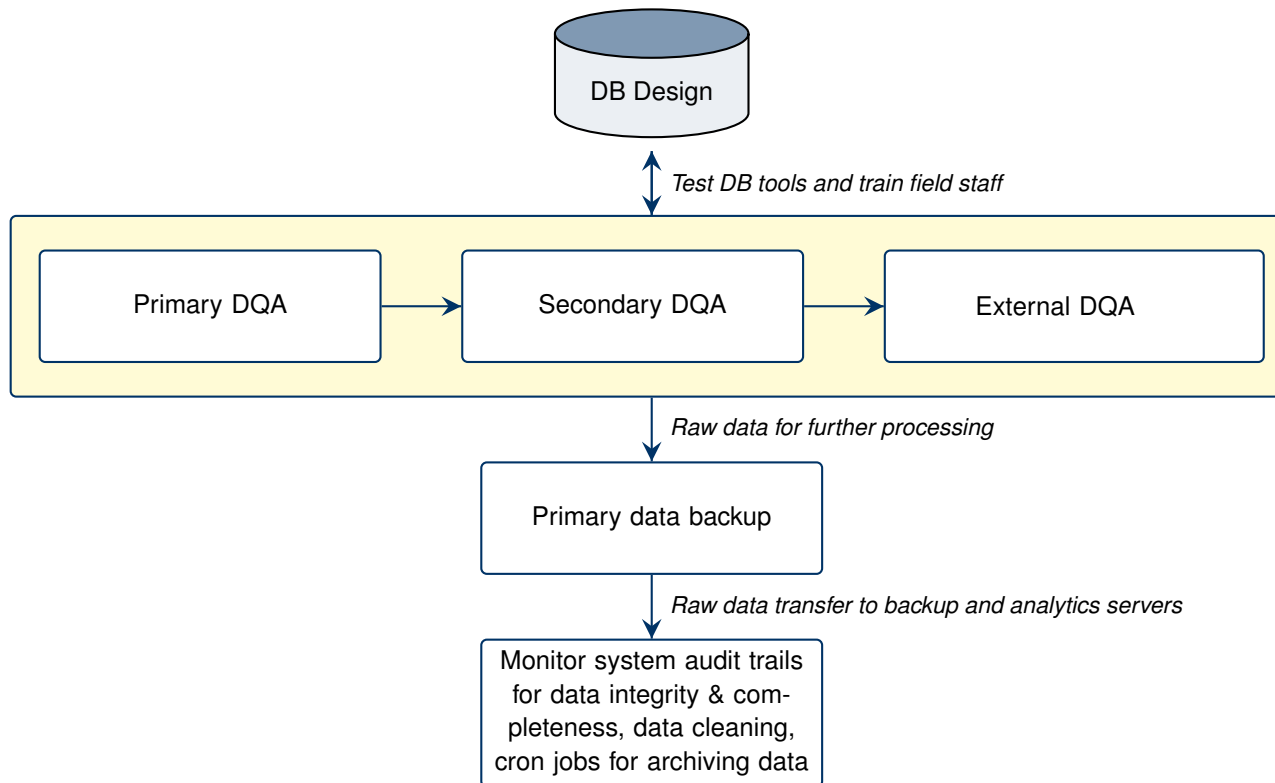 DB Design
Test DB tools and train field staff
Primary DQA
Secondary DQA
External DQA
Raw data for further processing
Primary data backup
Raw data transfer to backup and analytics servers
Monitor system audit trails
for data integrity & com-
pleteness, data cleaning,
cron jobs for archiving data